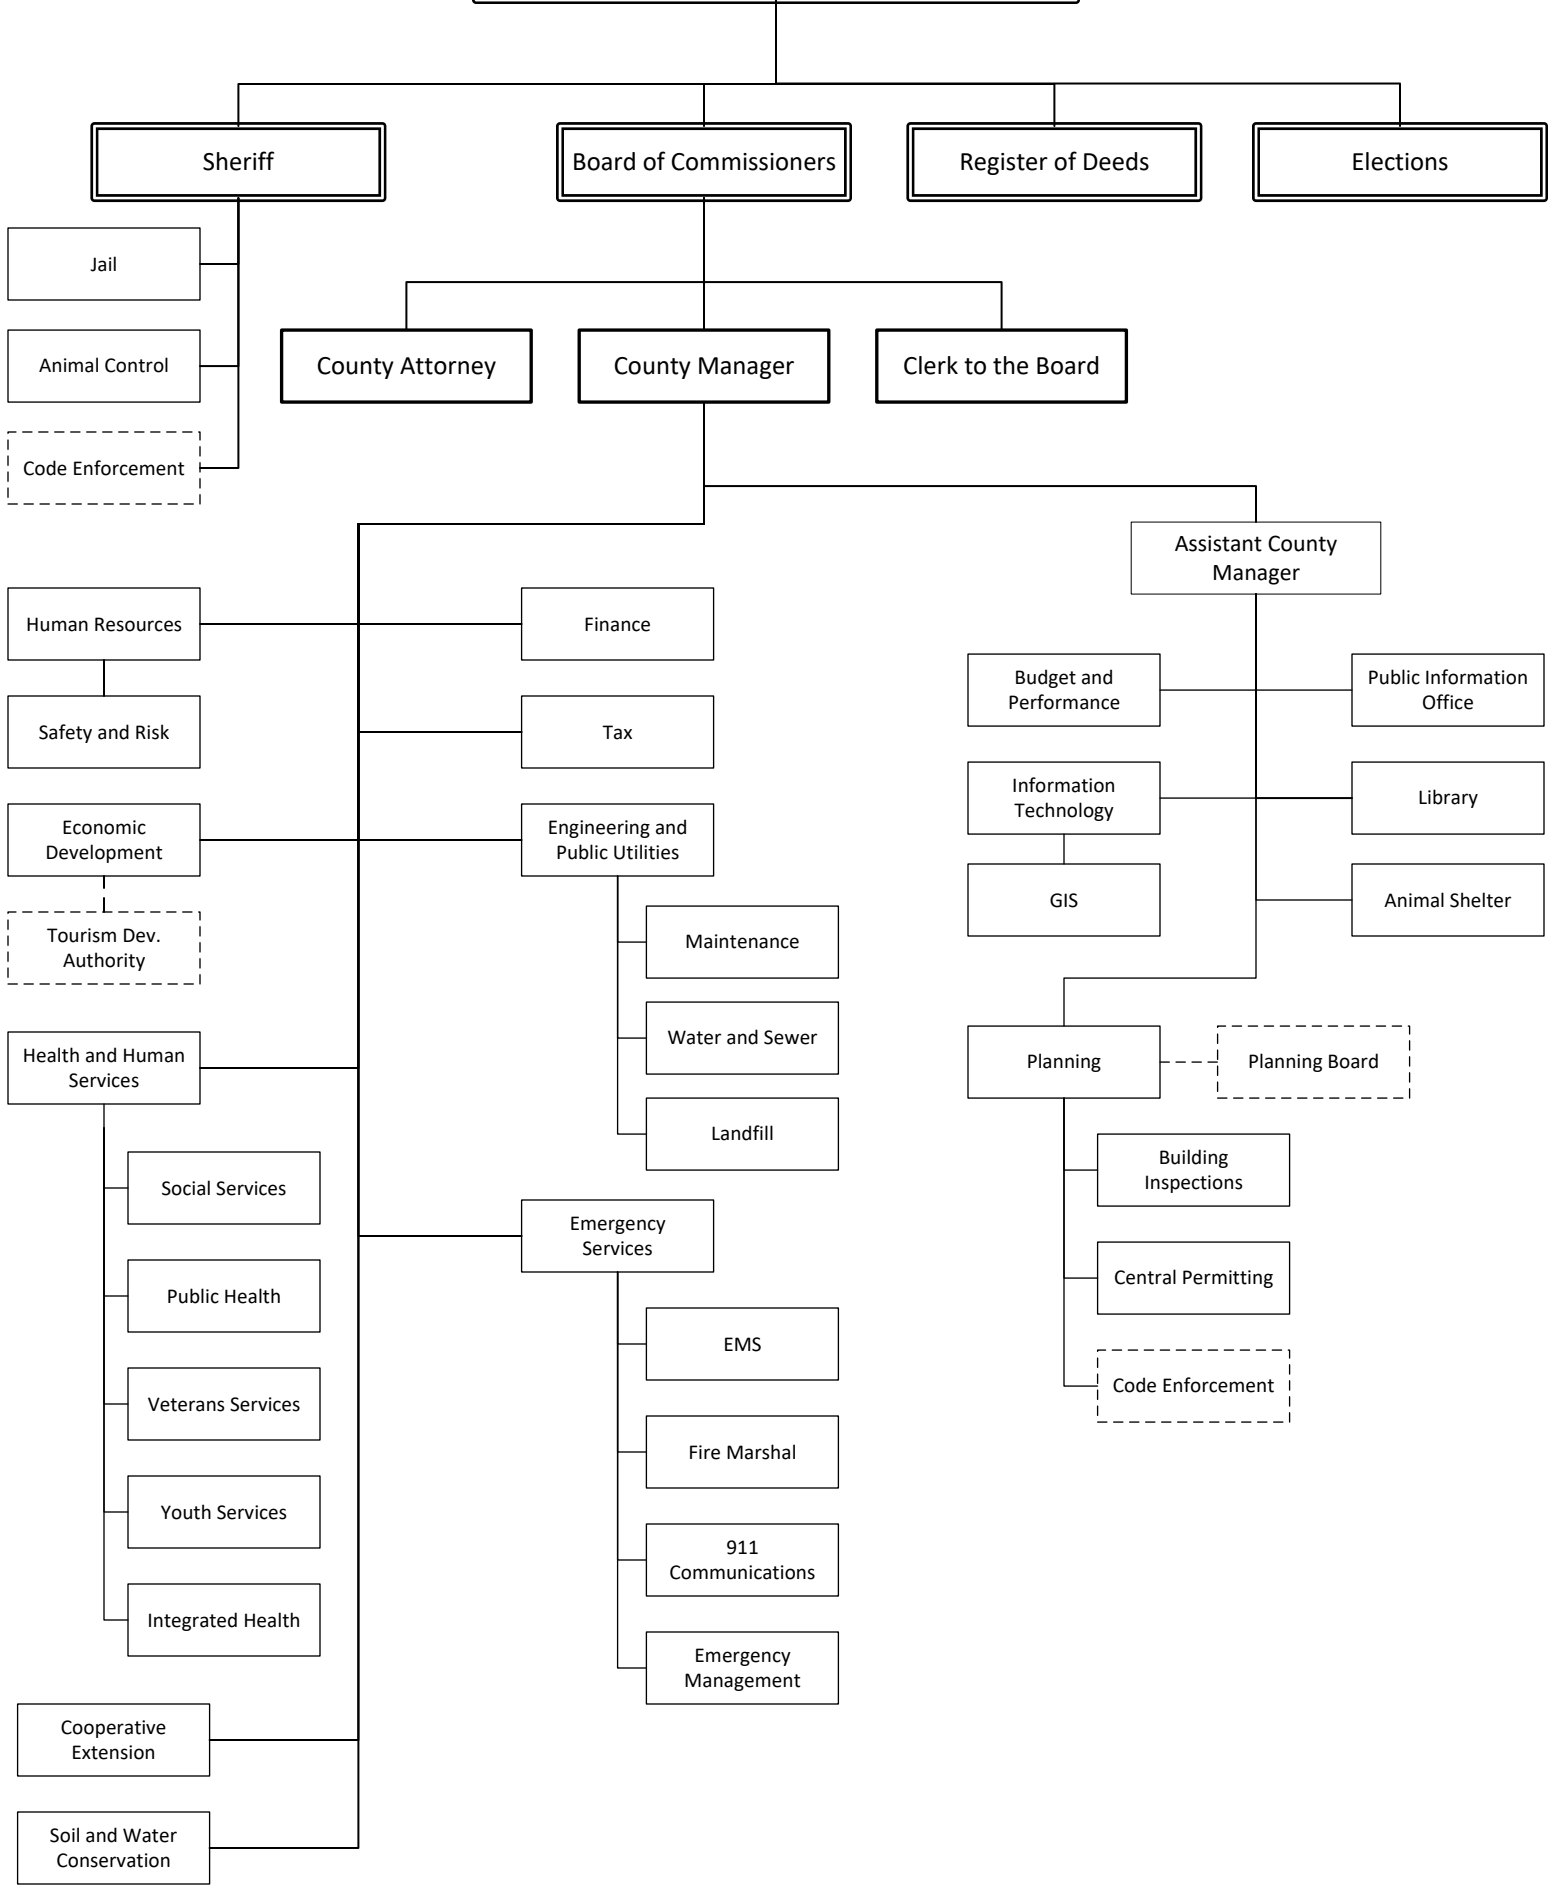 Sheriff
Board of Commissioners
Register of Deeds
Elections
Jail
Animal Control
Code Enforcement
County Attorney
County Manager
Clerk to the Board
Assistant County
Manager
Human Resources
Finance
Safety and Risk
Tax
Economic
Development
Engineering and
Public Utilities
Tourism Dev.
Authority
Maintenance
Water and Sewer
Landfill
Health and Human
Services
Social Services
Public Health
Veterans Services
Youth Services
Integrated Health
Emergency
Services
EMS
Fire Marshal
911
Communications
Emergency
Management
Cooperative
Extension
Soil and Water
Conservation
Budget and
Performance
Public Information
Office
Information
Technology
Library
GIS
Animal Shelter
Planning
Planning Board
Building
Inspections
Central Permitting
Code Enforcement